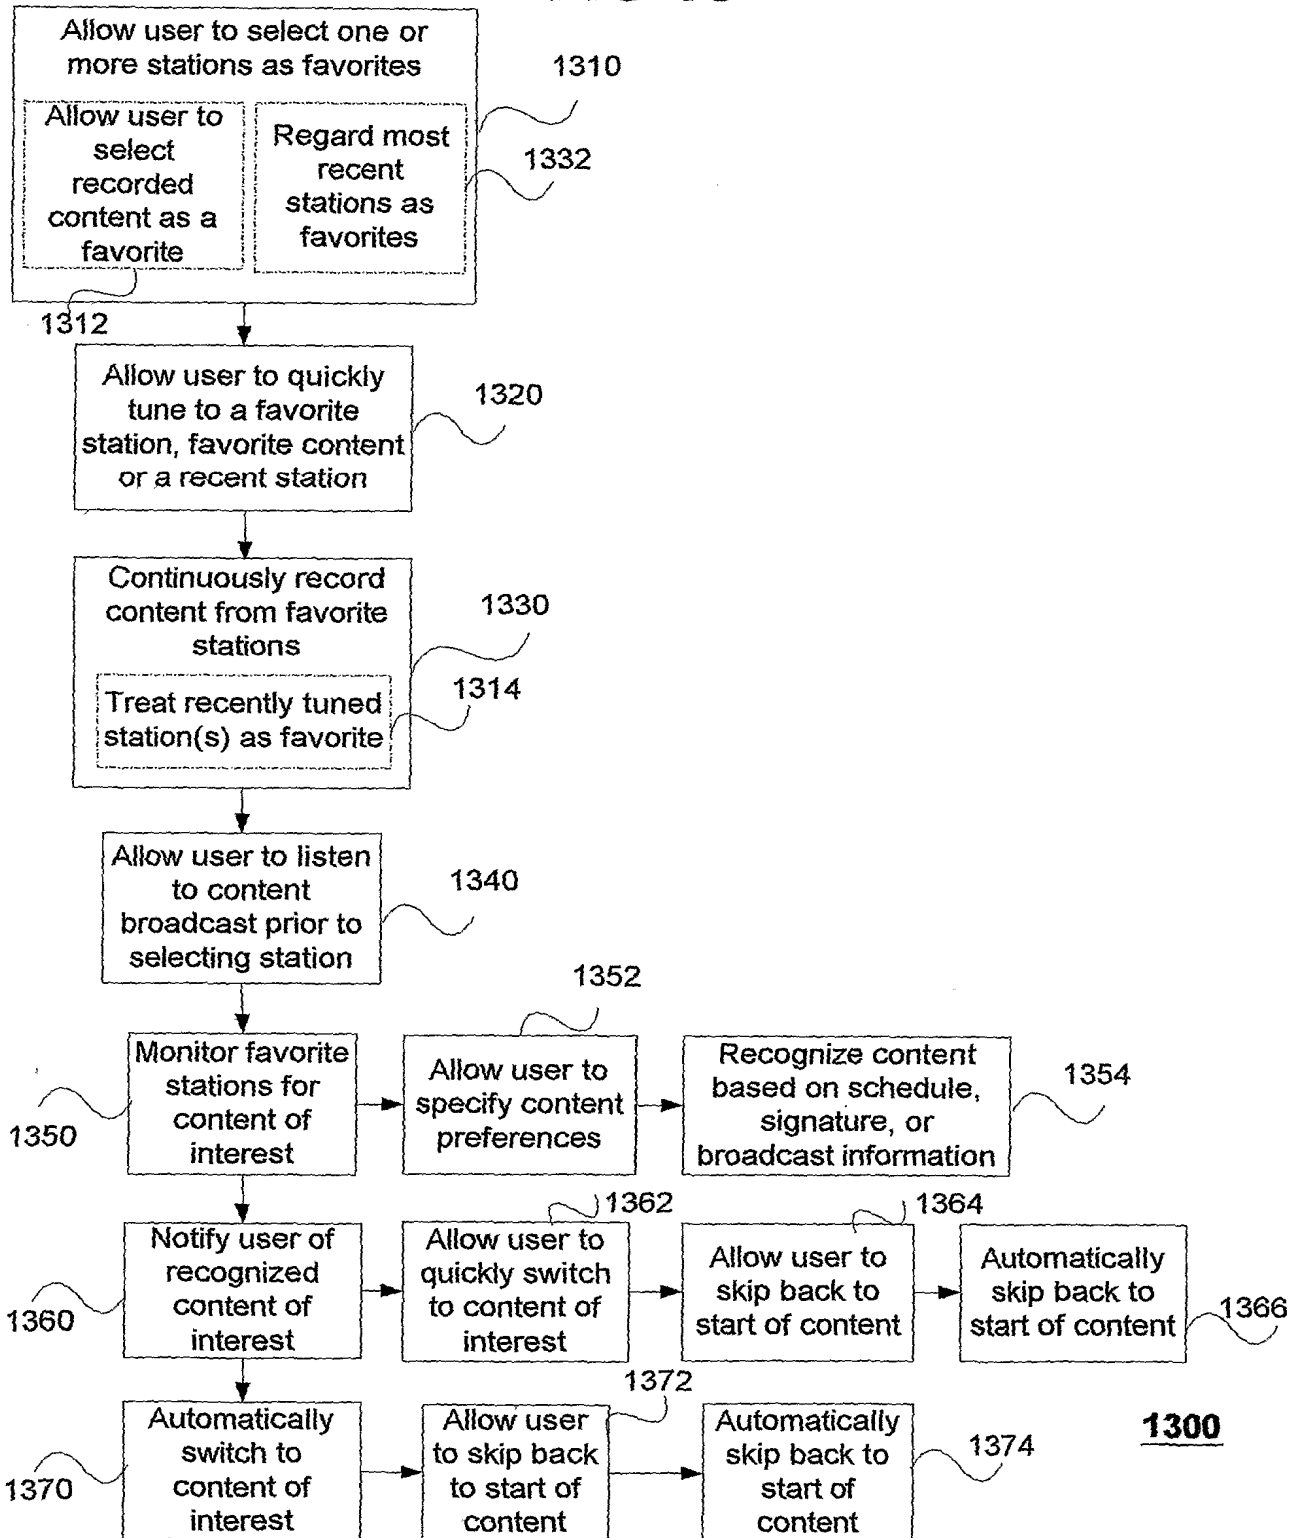 Allow user to select one or
more stations as favorites
1310
Allow user to
select
recorded
content as a
favorite
Regard most
recent
stations as
favorites
1332
1312
Allow user to quickly
tune to a favorite
station, favorite content
or a recent station
1320
Continuously record
content from favorite
stations
1330
Treat recently tuned
station(s) as favorite
1314
Allow user to listen
to content
broadcast prior to
selecting station
1340
Monitor favorite
stations for
content of
interest
1350
Allow user to
specify content
preferences
1352
Recognize content
based on schedule,
signature, or
broadcast information
1354
Notify user of
recognized
content of
interest
1360
Allow user to
quickly switch
to content of
interest
1362
Allow user to
skip back to
start of content
1364
Automatically
skip back to
start of content
1366
Automatically
switch to
content of
interest
1370
Allow user
to skip back
to start of
content
1372
Automatically
skip back to
start of
content
1374
1300